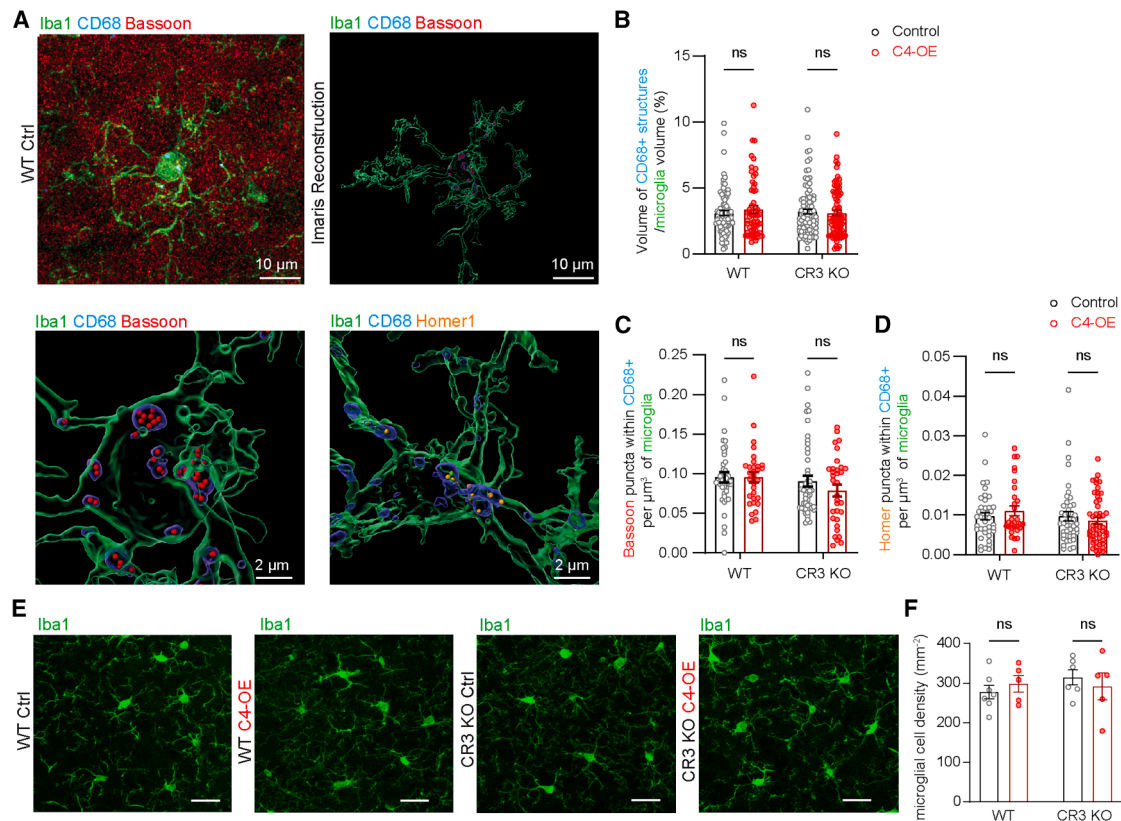 A
Iba1 CD68 Bassoon
WT Ctrl
10 µm
Iba1 CD68 Bassoon
Imaris Reconstruction
10 µm
Iba1 CD68 Bassoon
2 µm
Iba1 CD68 Homer1
2 µm
B
Control
C4-OE
Volume of CD68+ structures
/microglia volume (%)
15
10
5
0
ns
ns
WT
CR3 KO
C
Bassoon puncta within CD68+
per µm³ of microglia
0.25
0.20
0.15
0.10
0.05
0.00
ns
ns
WT
CR3 KO
Control
C4-OE
D
Homer puncta within CD68+
per µm³ of microglia
0.05
0.04
0.03
0.02
0.01
0.00
ns
ns
WT
CR3 KO
E
Iba1
WT Ctrl
Iba1
WT C4-OE
Iba1
CR3 KO Ctrl
Iba1
CR3 KO C4-OE
F
microglial cell density (mm⁻²)
400
300
200
100
0
ns
ns
WT
CR3 KO